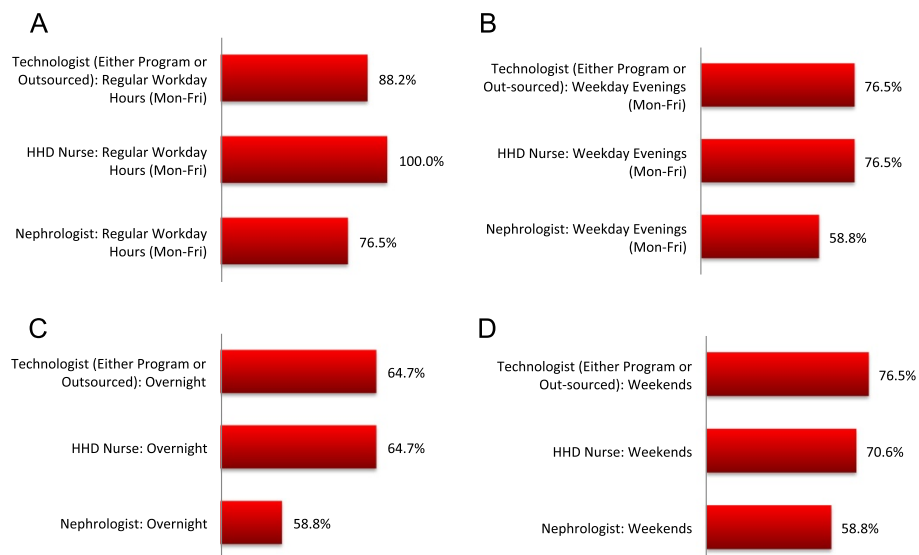 A
Technologist (Either Program or
Outsourced): Regular Workday
Hours (Mon-Fri)
88.2%
HHD Nurse: Regular Workday
Hours (Mon-Fri)
100.0%
Nephrologist: Regular Workday
Hours (Mon-Fri)
76.5%
B
Technologist (Either Program or
Out-sourced): Weekday Evenings
(Mon-Fri)
76.5%
HHD Nurse: Weekday Evenings
(Mon-Fri)
76.5%
Nephrologist: Weekday Evenings
(Mon-Fri)
58.8%
C
Technologist (Either Program or
Outsourced): Overnight
64.7%
HHD Nurse: Overnight
64.7%
Nephrologist: Overnight
58.8%
D
Technologist (Either Program or
Out-sourced): Weekends
76.5%
HHD Nurse: Weekends
70.6%
Nephrologist: Weekends
58.8%